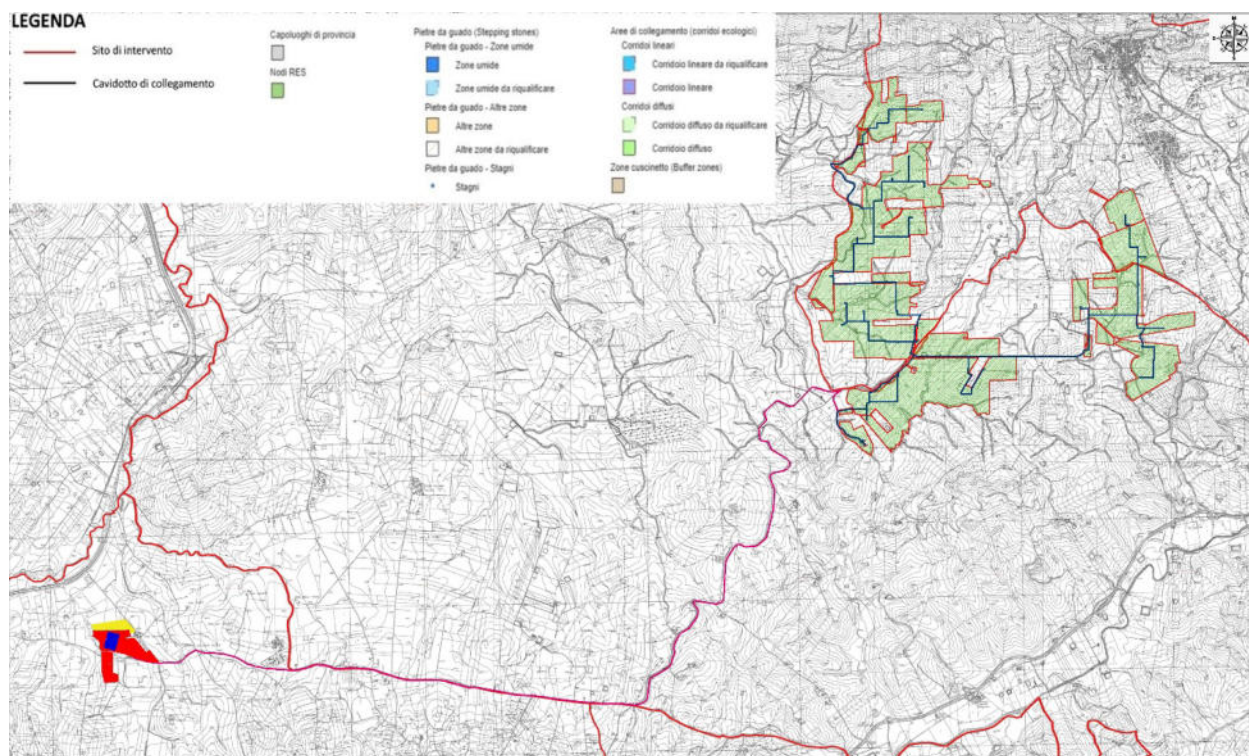 LEGENDA
Sito di intervento
Cavidotto di collegamento
Capoluoghi di provincia
Nodi RES
Pietre da guado (Stepping stones)
Pietre da guado - Zone umide
Zone umide
Zone umide da riqualificare
Pietre da guado - Altre zone
Altre zone
Altre zone da riqualificare
Pietre da guado - Stagni
Stagni
Aree di collegamento (corridoi ecologico)
Corridoi lineari
Corridoio lineare da riqualificare
Corridoio lineare
Corridoi diffusi
Corridoio diffuso da riqualificare
Corridoio diffuso
Zone cuscinetto (Buffer zones)